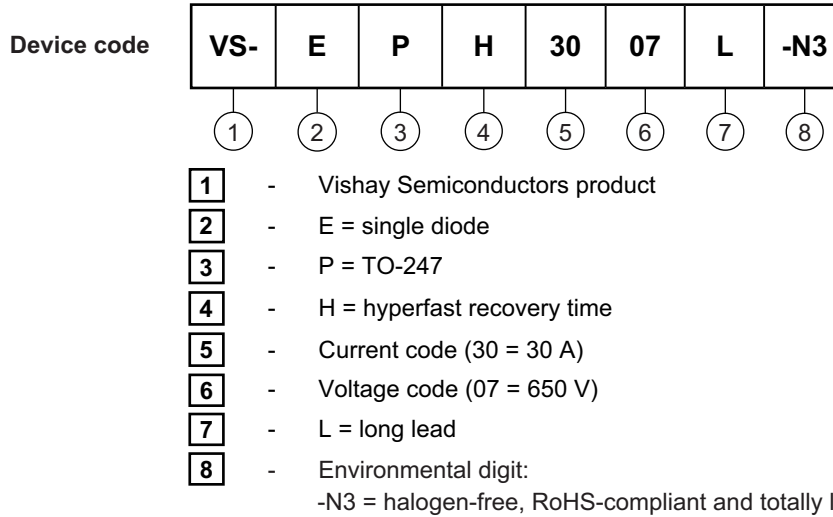 Device code VS- E P H 30 07 L -N3
1 2 3 4 5 6 7 8
1 - Vishay Semiconductors product
2 - E = single diode
3 - P = TO-247
4 - H = hyperfast recovery time
5 - Current code (30 = 30 A)
6 - Voltage code (07 = 650 V)
7 - L = long lead
8 - Environmental digit:
-N3 = halogen-free, RoHS-compliant and totally